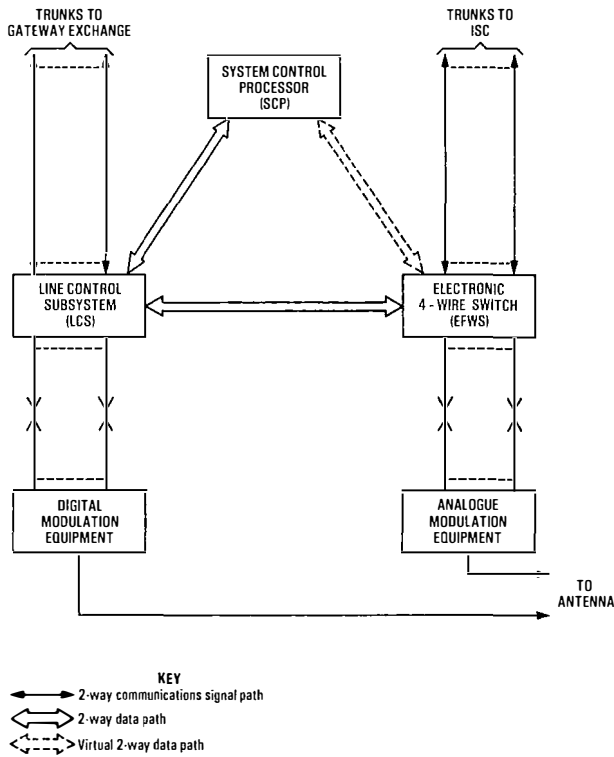 TRUNKS TO
GATEWAY EXCHANGE
TRUNKS TO
ISC
SYSTEM CONTROL
PROCESSOR
(SCP)
LINE CONTROL
SUBSYSTEM
(LCS)
ELECTRONIC
4 - WIRE SWITCH
(EFWS)
DIGITAL
MODULATION
EQUIPMENT
ANALOGUE
MODULATION
EQUIPMENT
TO
ANTENNA
KEY
2-way communications signal path
2-way data path
Virtual 2-way data path